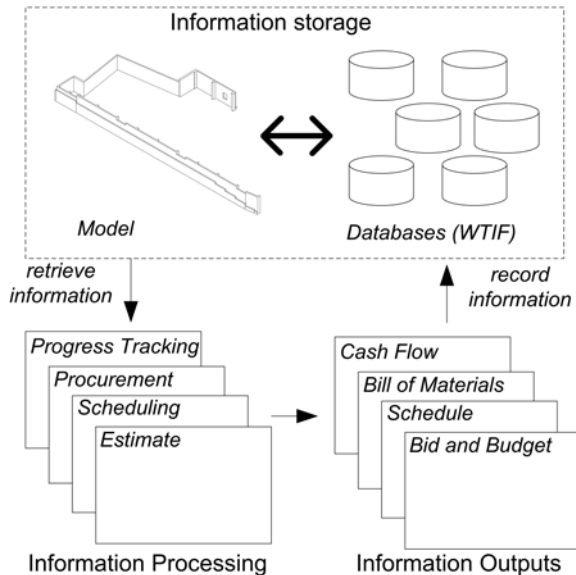 Information storage
Model
Databases (WTIF)
retrieve
information
record
information
Progress Tracking
Procurement
Scheduling
Estimate
Cash Flow
Bill of Materials
Schedule
Bid and Budget
Information Processing
Information Outputs